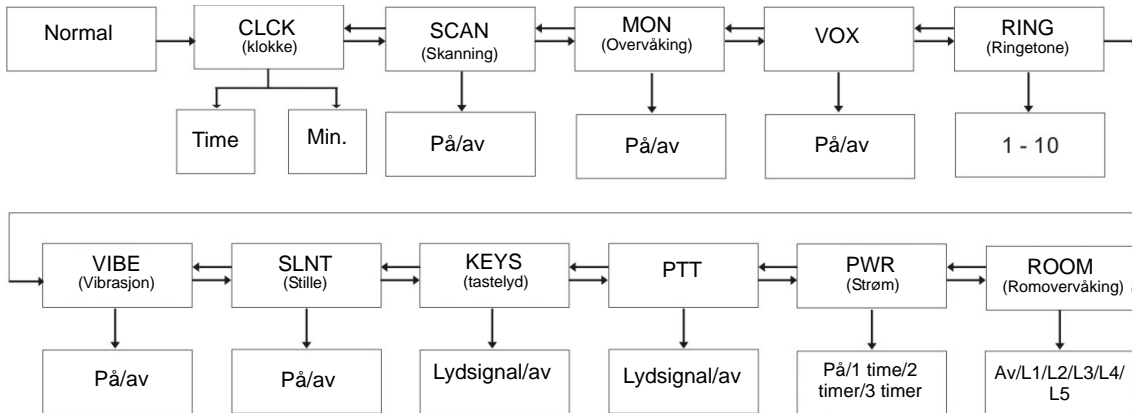 Normal
CLCK
(klokke)
SCAN
(Skanning)
MON
(Overvåking)
VOX
RING
(Ringetone)
Time
Min.
På/av
På/av
På/av
1 - 10
VIBE
(Vibrasjon)
SLNT
(Stille)
KEYS
(tastelyd)
PTT
PWR
(Strøm)
ROOM
(Romovervåking)
På/av
På/av
Lydsignal/av
Lydsignal/av
På/1 time/2
timer/3 timer
Av/L1/L2/L3/L4/
L5